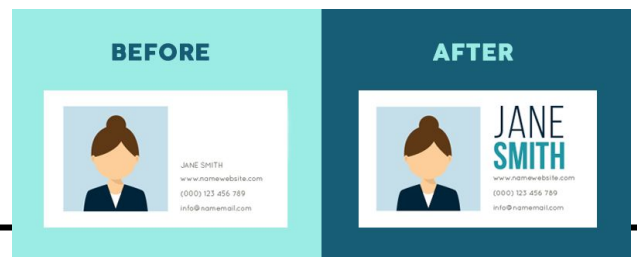 BEFORE
JANE SMITH
www.namewebsite.com
(000) 123 456 789
info@namemail.com
AFTER
JANE
SMITH
www.namewebsite.com
(000) 123 456 789
info@namemail.com